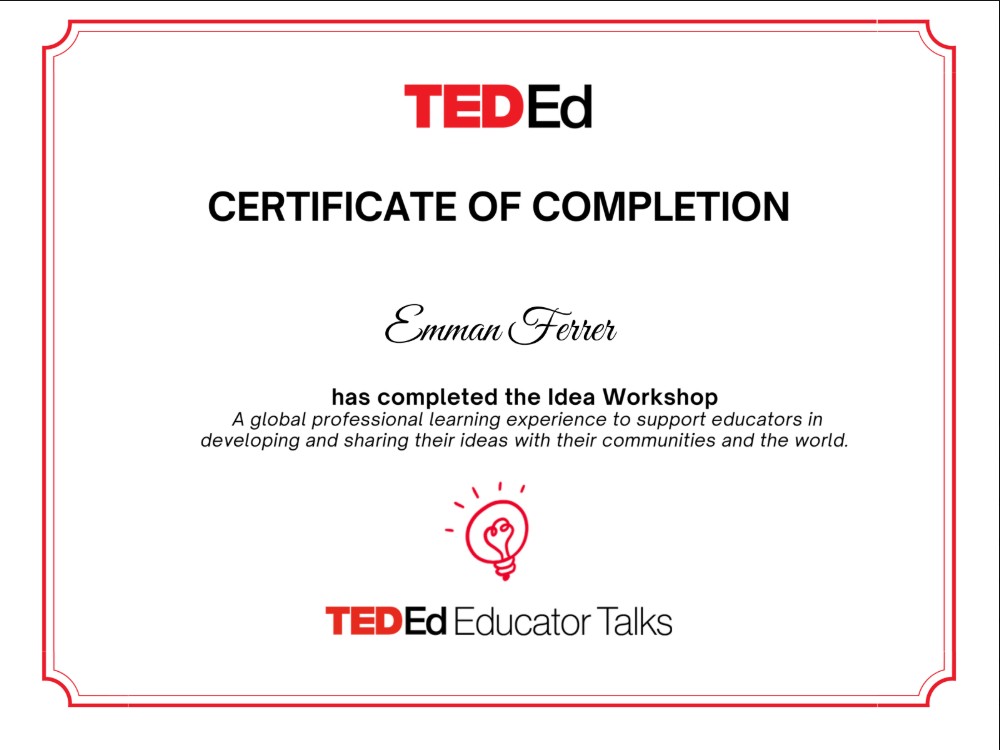 TEDEd
CERTIFICATE OF COMPLETION
Emman Ferrer
has completed the Idea Workshop
A global professional learning experience to support educators in
developing and sharing their ideas with their communities and the world.
TEDEd Educator Talks